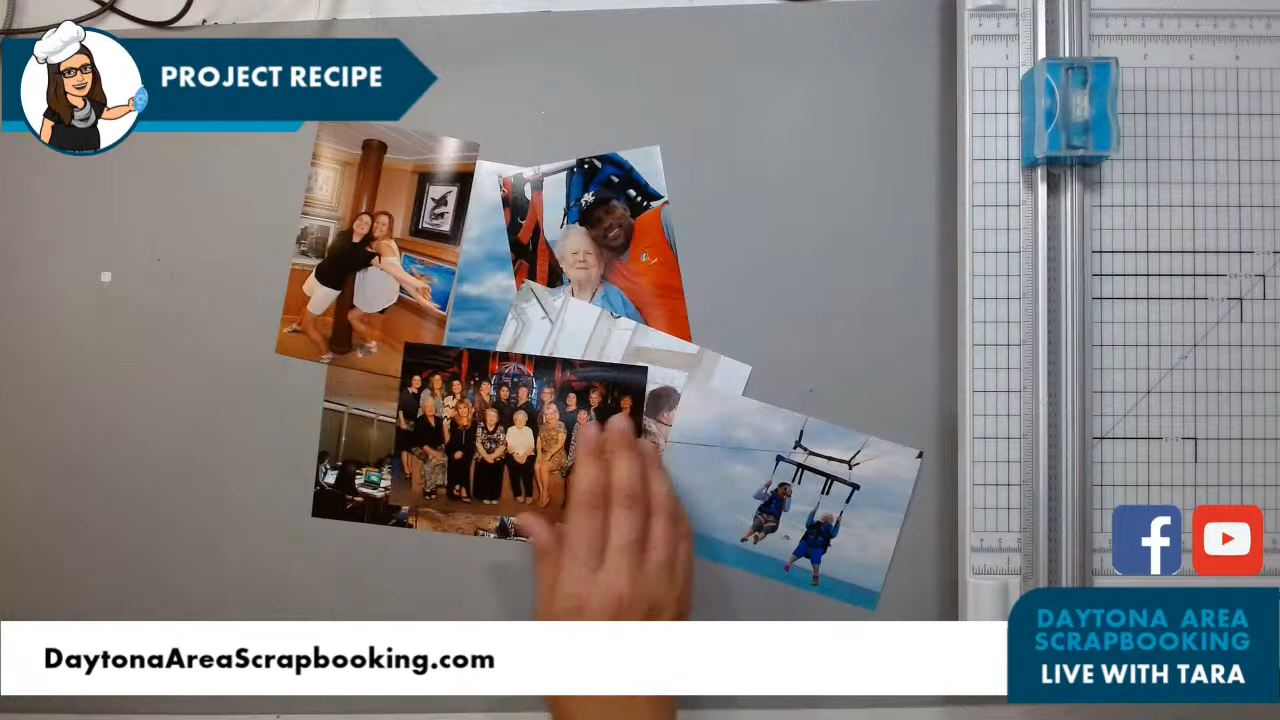 PROJECT RECIPE
DaytonaAreaScrapbooking.com
DAYTONA AREA
SCRAPBOOKING
LIVE WITH TARA